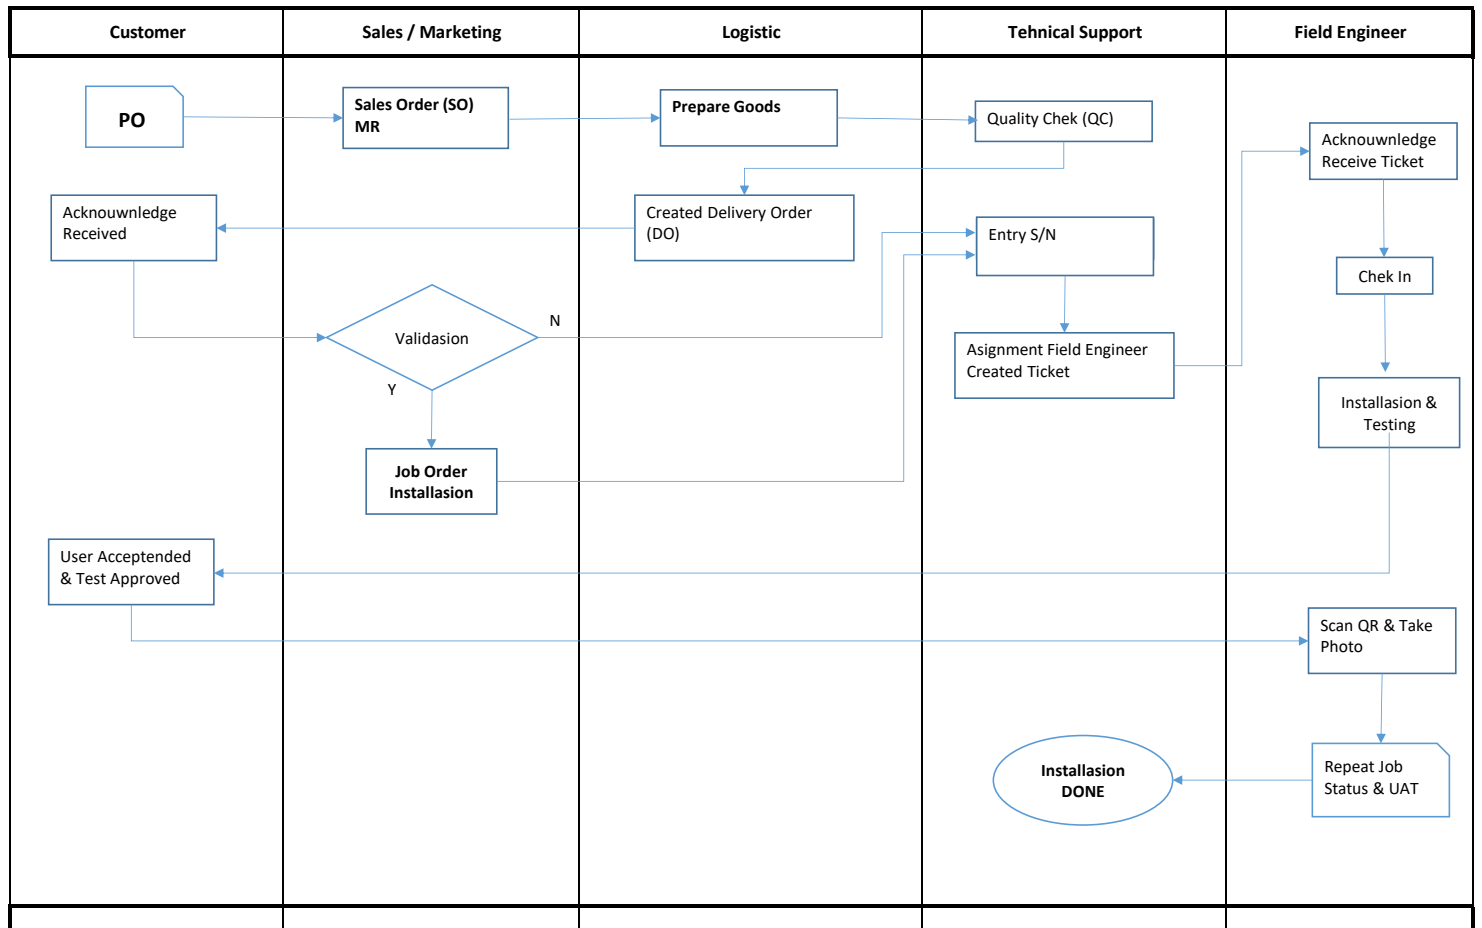 Customer
Sales / Marketing
Logistic
Tehnical Support
Field Engineer
PO
Sales Order (SO)
MR
Prepare Goods
Quality Chek (QC)
Acknouwnledge
Receive Ticket
Acknouwnledge
Received
Created Delivery Order
(DO)
Entry S/N
Chek In
N
Validasion
Y
Asignment Field Engineer
Created Ticket
Installasion &
Testing
Job Order
Installasion
User Acceptended
& Test Approved
Scan QR & Take
Photo
Installasion
DONE
Repeat Job
Status & UAT